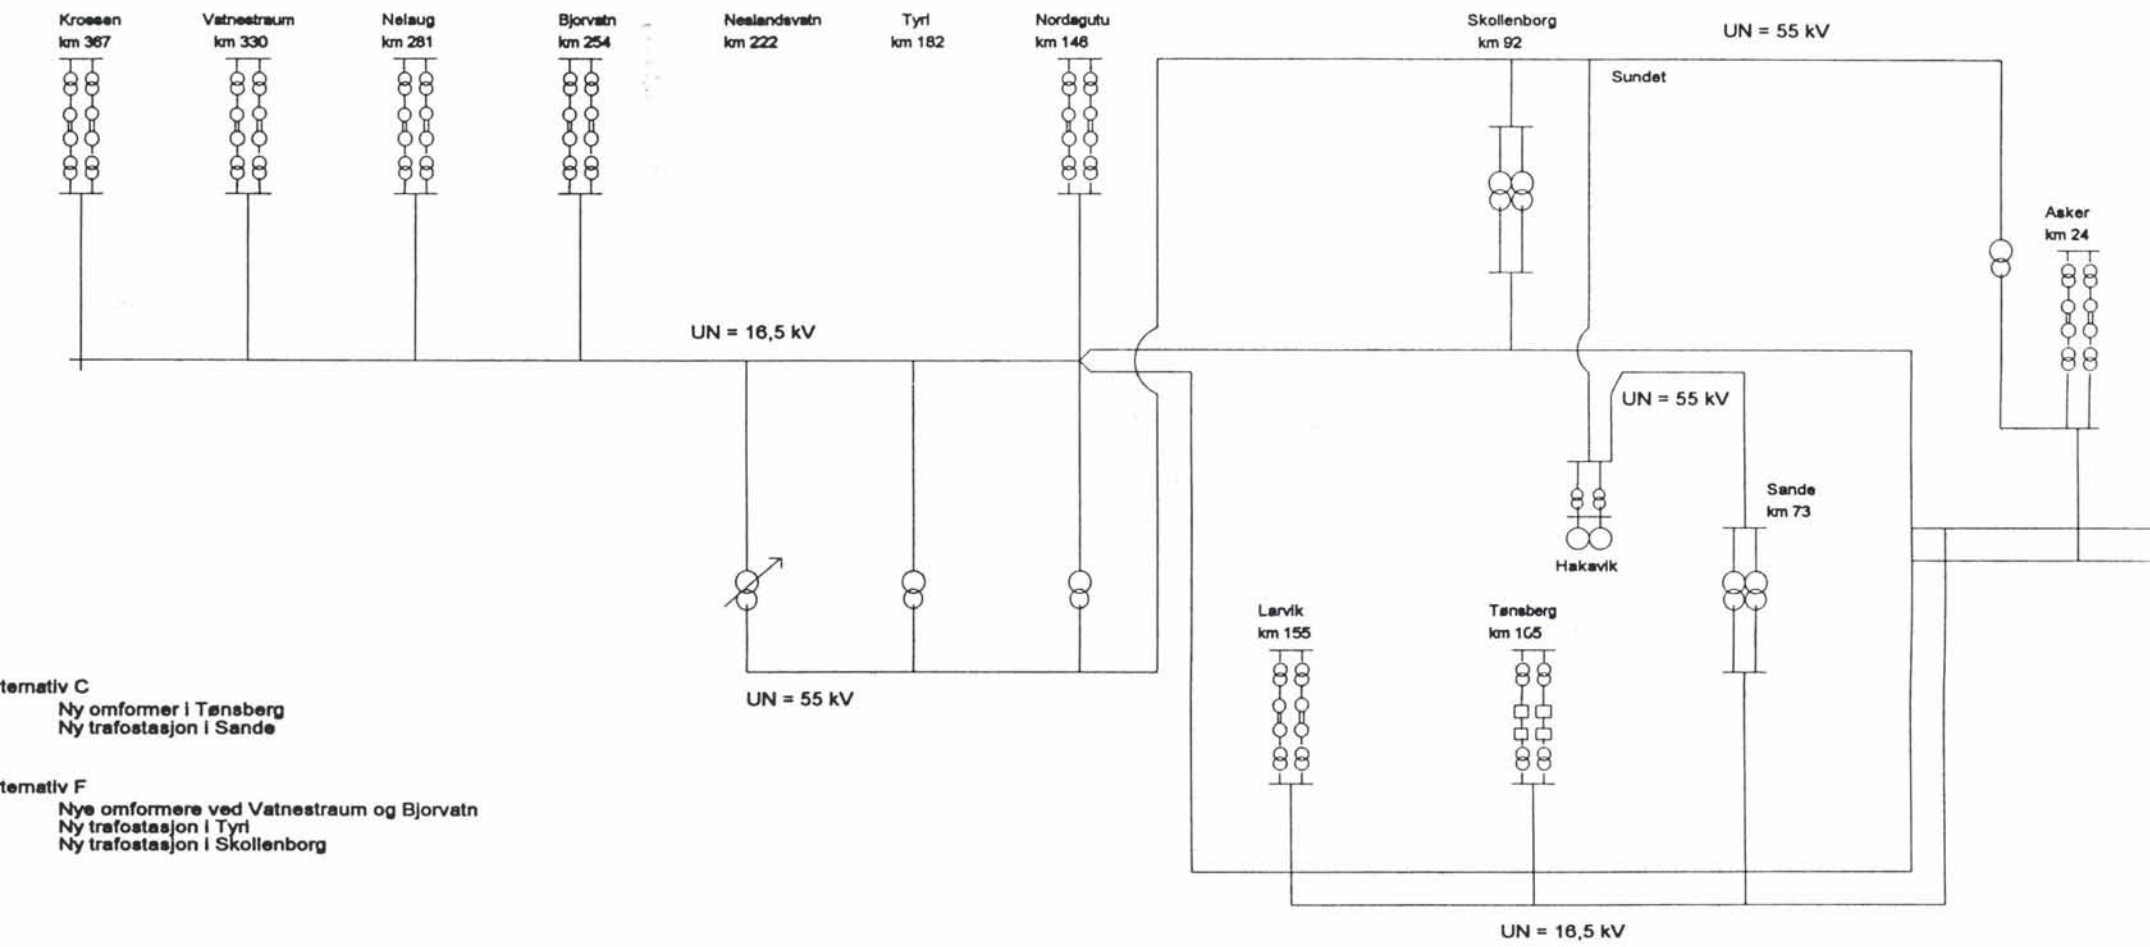 Krossen
km 367
Vatnestraum
km 330
Nelaug
km 281
Bjorvatn
km 254
Neslandsvatn
km 222
Tyri
km 182
Nordagutu
km 146
Skollenborg
km 92
UN = 55 kV
Sundet
Asker
km 24
UN = 16,5 kV
UN = 55 kV
Sande
km 73
Hakavik
Larvik
km 155
Tønsberg
km 105
UN = 55 kV
ternativ C
Ny omformer i Tønsberg
Ny trafostasjon i Sande
ternativ F
Nye omformere ved Vatnestraum og Bjorvatn
Ny trafostasjon i Tyri
Ny trafostasjon i Skollenborg
UN = 16,5 kV